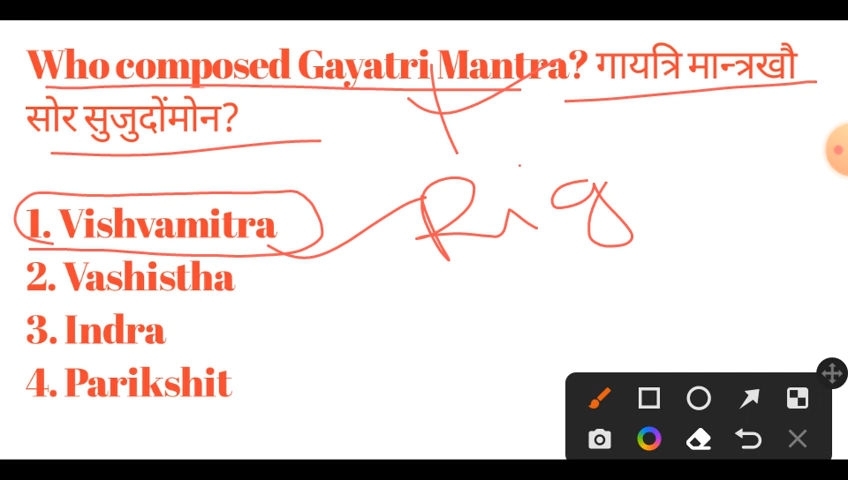 Who composed Gayatri Mantra? गायत्रि मान्त्रखौ
सोर सुजुदोंमोन?
Rig
1. Vishvamitra
2. Vashistha
3. Indra
4. Parikshit